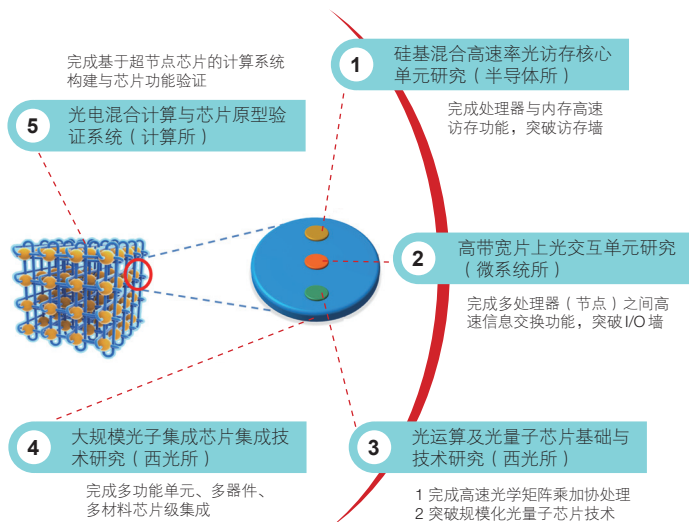 1
硅基混合高速率光访存核心
单元研究（半导体所）
完成处理器与内存高速
访存功能，突破访存墙
2
高带宽片上光交互单元研究
（微系统所）
完成多处理器（节点）之间高
速信息交换功能，突破I/O墙
3
光运算及光量子芯片基础与
技术研究（西光所）
1 完成高速光学矩阵乘加协处理
2 突破规模化光量子芯片技术
4
大规模光子集成芯片集成技
术研究（西光所）
完成多功能单元、多器件、
多材料芯片级集成
完成基于超节点芯片的计算系统
构建与芯片功能验证
5
光电混合计算与芯片原型验
证系统（计算所）